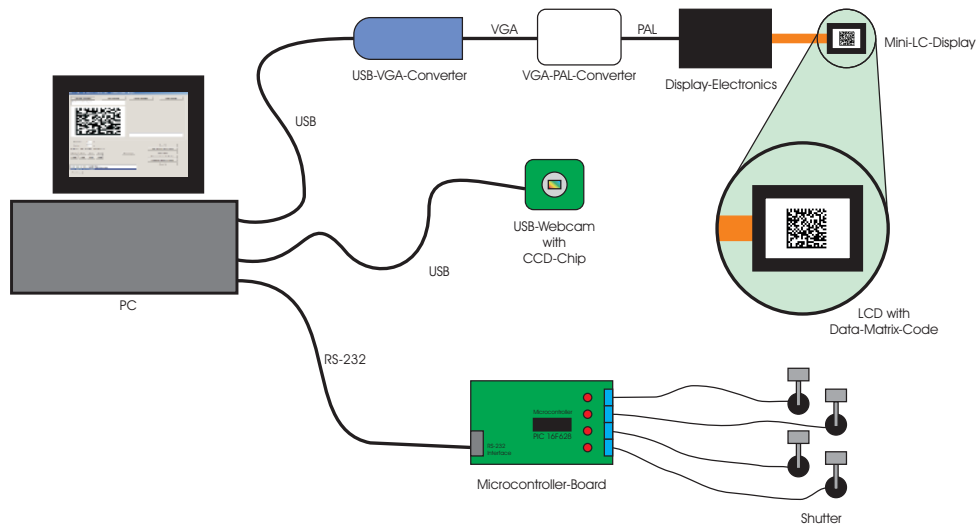 VGA
PAL
USB-VGA-Converter
VGA-PAL-Converter
Display-Electronics
Mini-LC-Display
USB
USB-Webcam
with
CCD-Chip
USB
PC
LCD with
Data-Matrix-Code
RS-232
Microcontroller
PIC 16F628
RS-232
Interface
Microcontroller-Board
Shutter